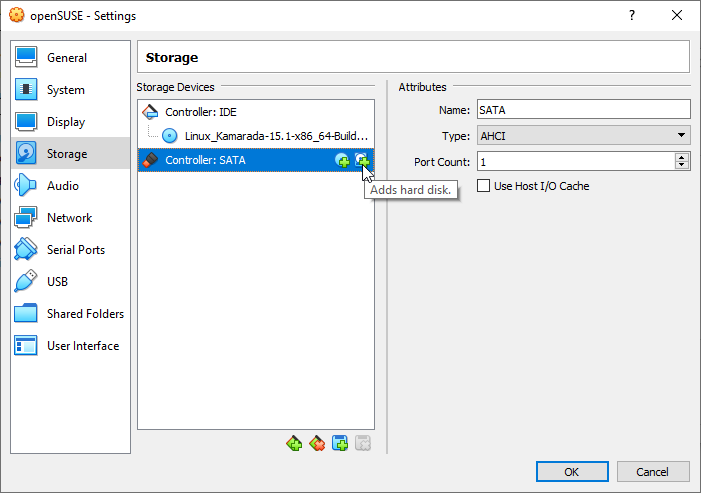 openSUSE - Settings
General
System
Display
Storage
Audio
Network
Serial Ports
USB
Shared Folders
User Interface
Storage
Storage Devices
Controller: IDE
Linux_Kamarada-15.1-x86_64-Build...
Controller: SATA
Adds hard disk.
Attributes
Name: SATA
Type: AHCI
Port Count: 1
Use Host I/O Cache
OK
Cancel